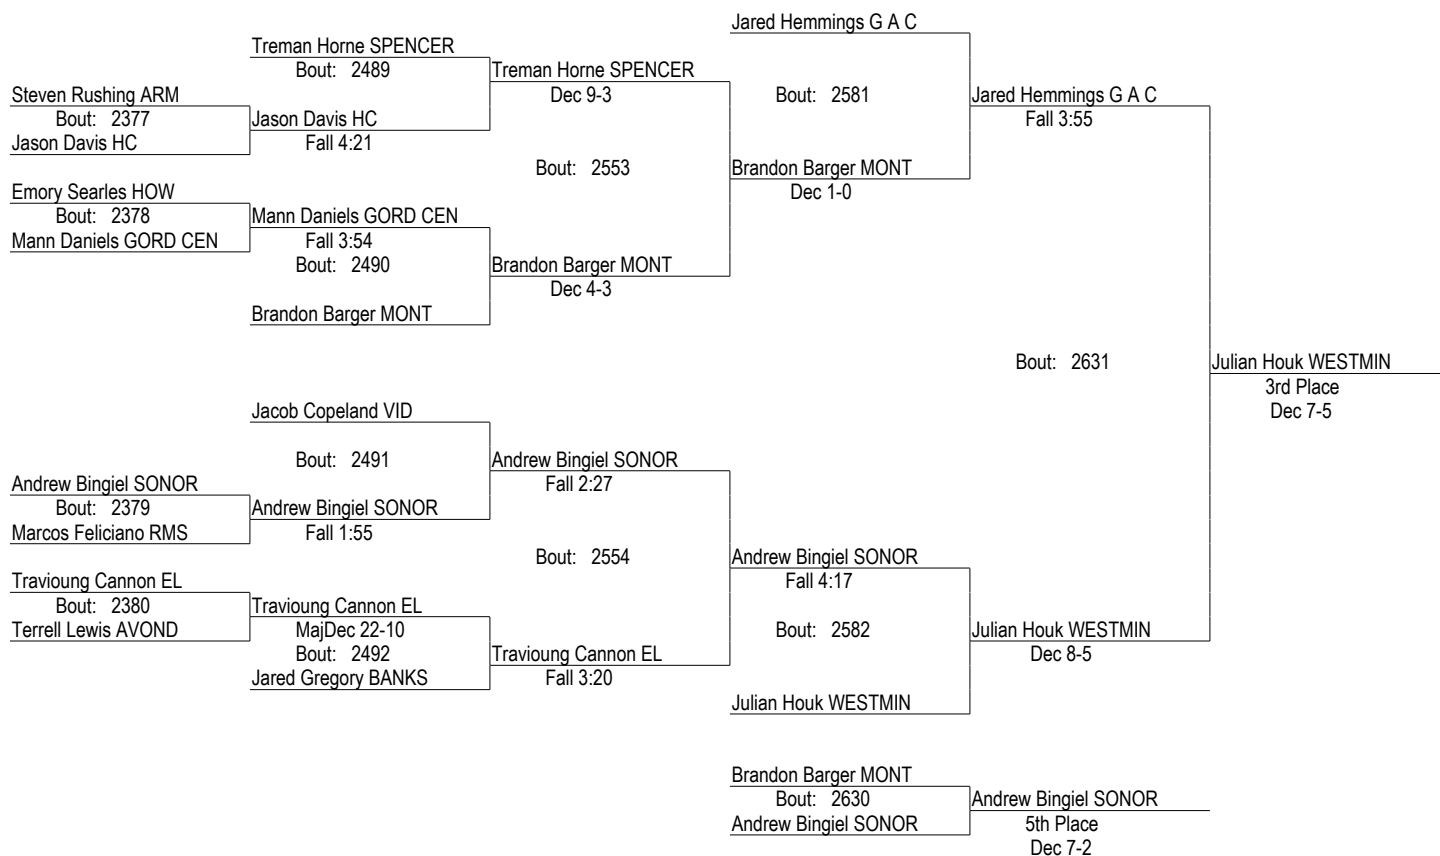 Jared Hemmings G A C
Treman Horne SPENCER
Bout: 2489
Treman Horne SPENCER
Dec 9-3
Steven Rushing ARM
Bout: 2377
Jason Davis HC
Jason Davis HC
Fall 4:21
Bout: 2581
Jared Hemmings G A C
Fall 3:55
Bout: 2553
Brandon Barger MONT
Dec 1-0
Emory Searles HOW
Bout: 2378
Mann Daniels GORD CEN
Mann Daniels GORD CEN
Fall 3:54
Bout: 2490
Brandon Barger MONT
Dec 4-3
Brandon Barger MONT
Bout: 2631
Julian Houk WESTMIN
3rd Place
Dec 7-5
Jacob Copeland VID
Bout: 2491
Andrew Bingiel SONOR
Fall 2:27
Andrew Bingiel SONOR
Bout: 2379
Marcos Feliciano RMS
Andrew Bingiel SONOR
Fall 1:55
Bout: 2554
Andrew Bingiel SONOR
Fall 4:17
Travioung Cannon EL
Bout: 2380
Terrell Lewis AVOND
Travioung Cannon EL
MajDec 22-10
Bout: 2492
Jared Gregory BANKS
Travioung Cannon EL
Fall 3:20
Bout: 2582
Julian Houk WESTMIN
Dec 8-5
Julian Houk WESTMIN
Brandon Barger MONT
Bout: 2630
Andrew Bingiel SONOR
Andrew Bingiel SONOR
5th Place
Dec 7-2